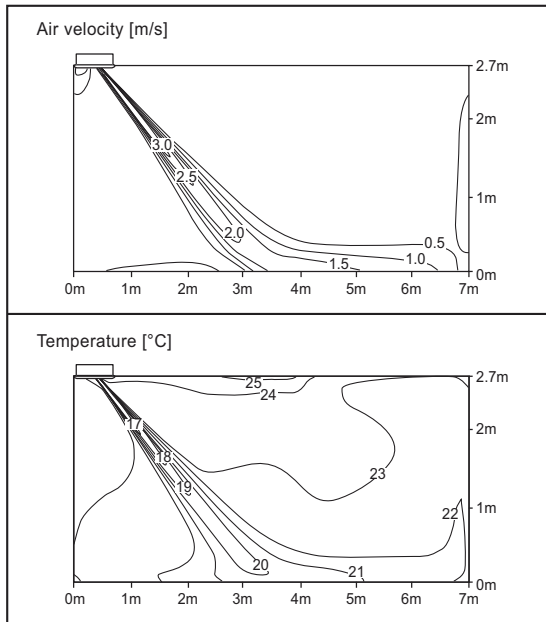 Air velocity [m/s]
2.7m
2m
3.0
2.5
1m
2.0
0.5
1.0
1.5
0m
0m 1m 2m 3m 4m 5m 6m 7m
Temperature [°C]
25
2.7m
24
17
2m
18
23
19
1m
22
20
21
0m
0m 1m 2m 3m 4m 5m 6m 7m